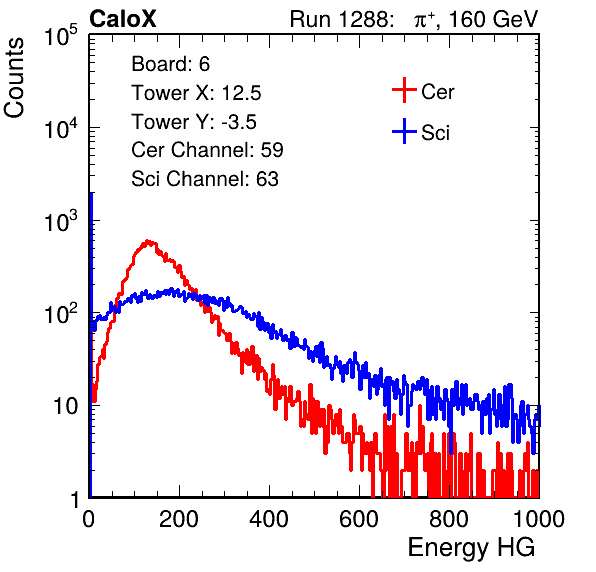 CaloX Run 1288: π⁺, 160 GeV
Counts
Board: 6
Tower X: 12.5
Tower Y: -3.5
Cer Channel: 59
Sci Channel: 63
Cer
Sci
10⁵
10⁴
10³
10²
10
1
0 200 400 600 800 1000
Energy HG